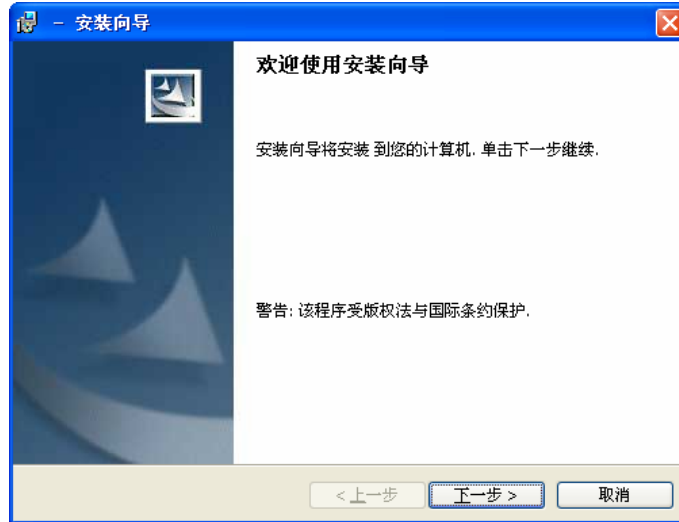 - 安装向导
欢迎使用安装向导
安装向导将安装 到您的计算机. 单击下一步继续.
警告: 该程序受版权法与国际条约保护.
<上一步 下一步> 取消